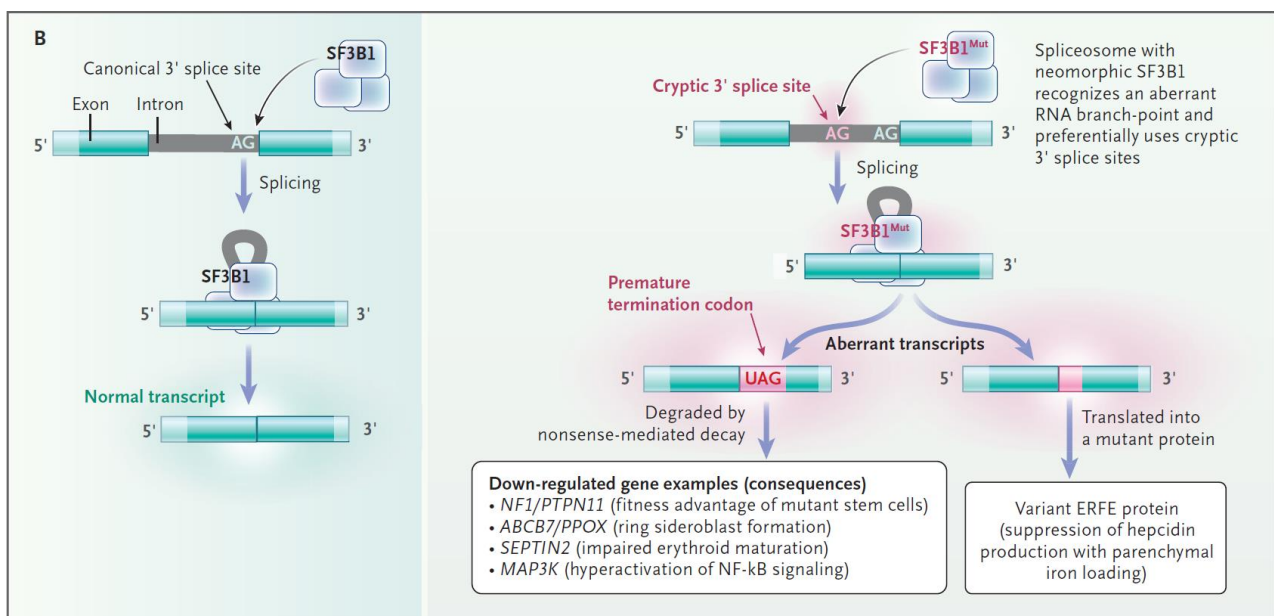 B
SF3B1
Canonical 3' splice site
Exon
Intron
AG
5'
3'
Splicing
SF3B1
5'
3'
Normal transcript
5'
3'
SF3B1Mut
Spliceosome with
neomorphic SF3B1
recognizes an aberrant
RNA branch-point and
preferentially uses cryptic
3' splice sites
Cryptic 3' splice site
5'
AG
AG
3'
Splicing
SF3B1Mut
5'
3'
Premature
termination codon
Aberrant transcripts
5'
UAG
3'
5'
3'
Degraded by
nonsense-mediated decay
Translated into
a mutant protein
Down-regulated gene examples (consequences)
• NF1/PTPN11 (fitness advantage of mutant stem cells)
• ABCB7/PPOX (ring sideroblast formation)
• SEPTIN2 (impaired erythroid maturation)
• MAP3K (hyperactivation of NF-kB signaling)
Variant ERFE protein
(suppression of hepcidin
production with parenchymal
iron loading)